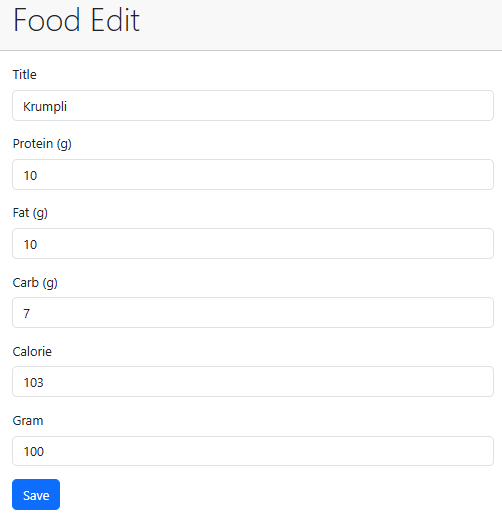 Food Edit
Title
Krumpli
Protein (g)
10
Fat (g)
10
Carb (g)
7
Calorie
103
Gram
100
Save